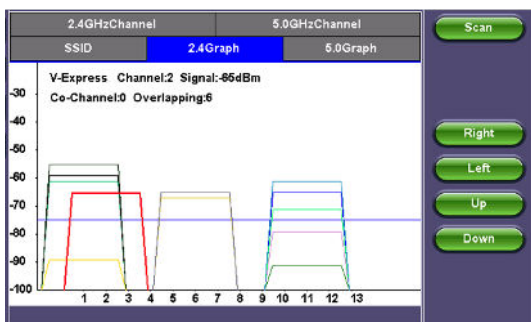 2.4GHzChannel 5.0GHzChannel
SSID 2.4Graph 5.0Graph
V-Express Channel:2 Signal:-65dBm
Co-Channel:0 Overlapping:6
-30
-40
-50
-60
-70
-80
-90
-100
1 2 3 4 5 6 7 8 9 10 11 12 13
Scan
Right
Left
Up
Down